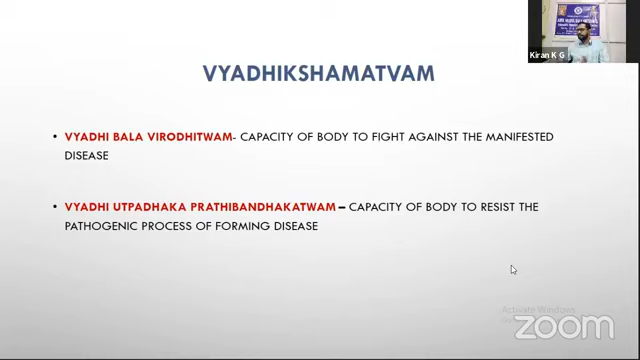 Kiran K G
VYADHIKSHAMATVAM
• VYADHI BALA VIRODHITWAM- CAPACITY OF BODY TO FIGHT AGAINST THE MANIFESTED
DISEASE
• VYADHI UTPADHAKA PRATHIBANDHAKATWAM – CAPACITY OF BODY TO RESIST THE
PATHOGENIC PROCESS OF FORMING DISEASE
Activate Windows
zoom